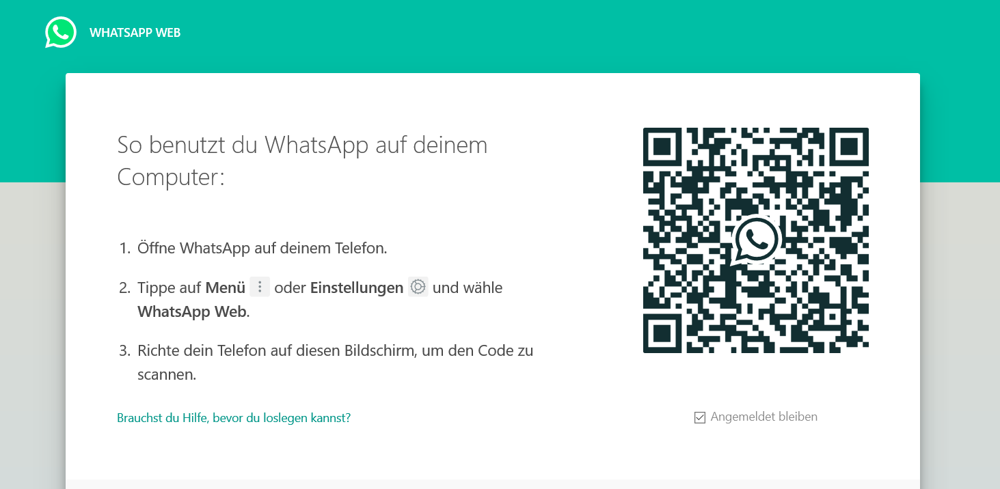 WHATSAPP WEB
So benutzt du WhatsApp auf deinem
Computer:
1. Öffne WhatsApp auf deinem Telefon.
2. Tippe auf Menü oder Einstellungen und wähle
WhatsApp Web.
3. Richte dein Telefon auf diesen Bildschirm, um den Code zu
scannen.
Brauchst du Hilfe, bevor du loslegen kannst?
Angemeldet bleiben